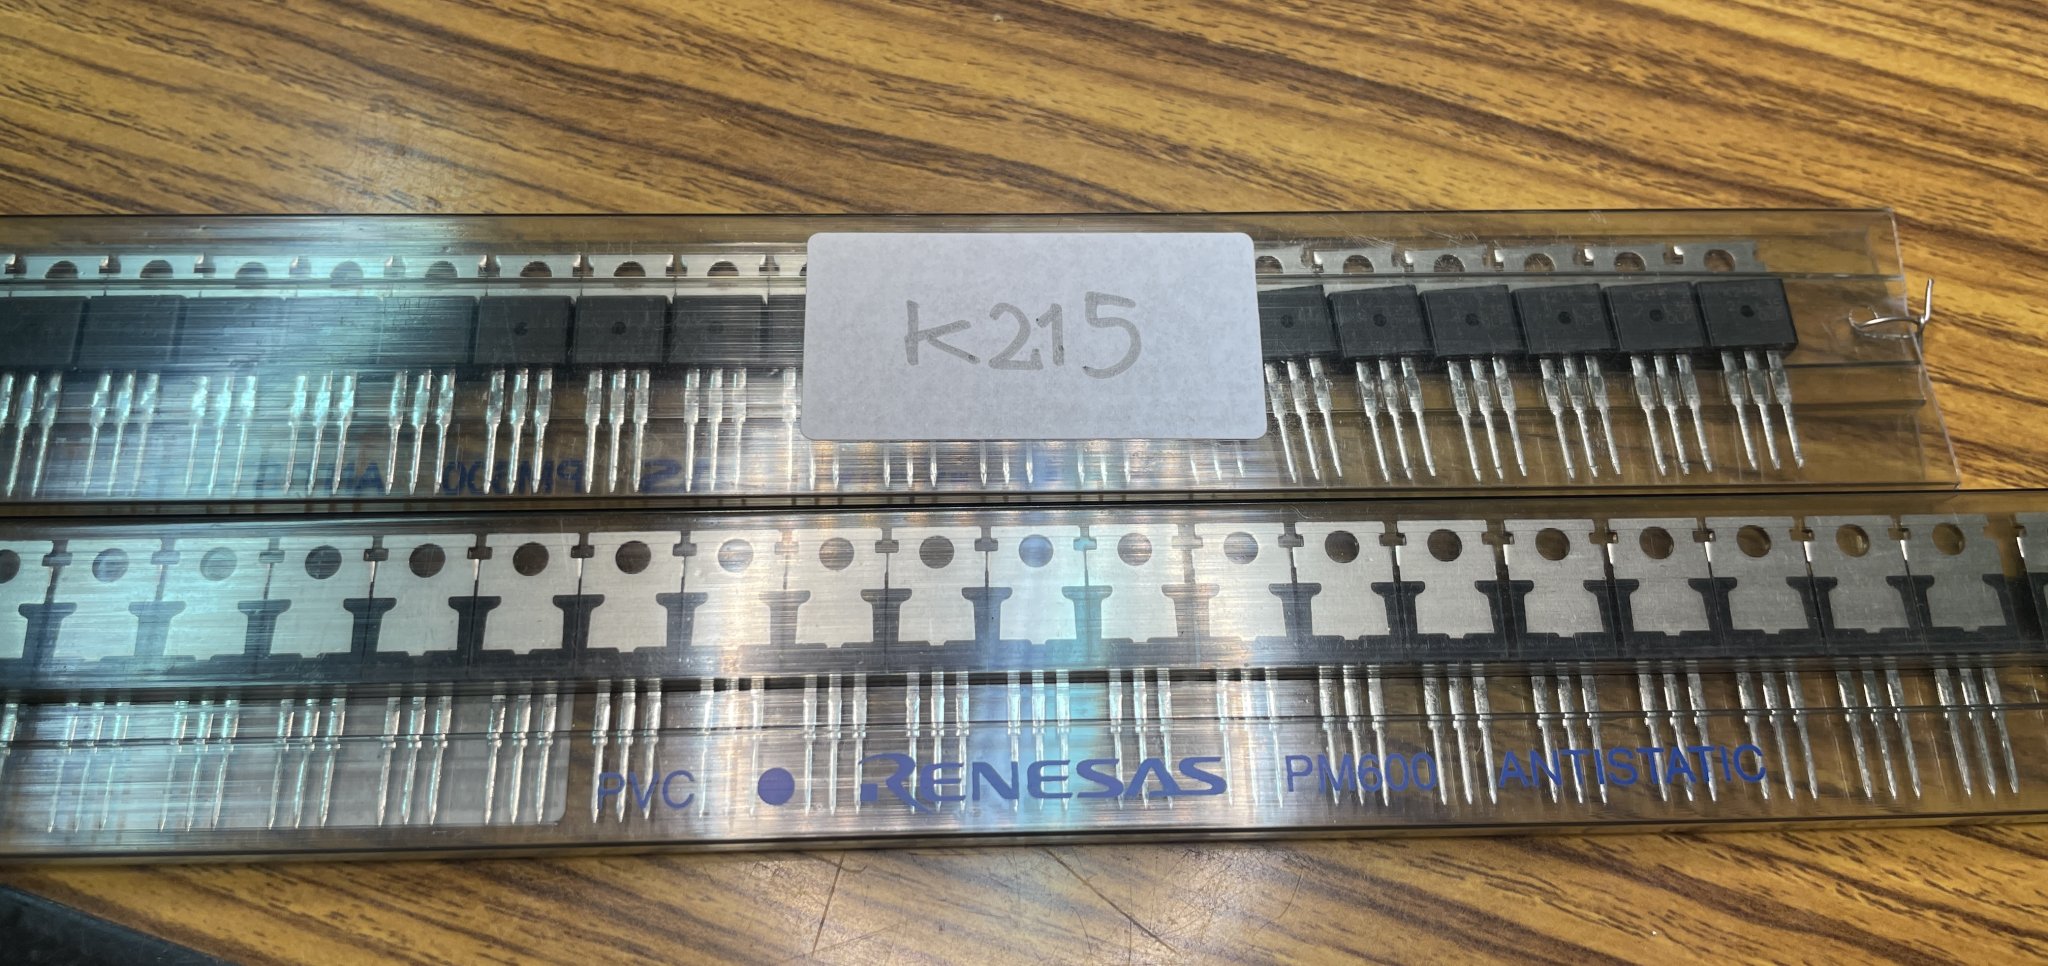 K215
PVC ● RENESAS PM600 ANTISTATIC